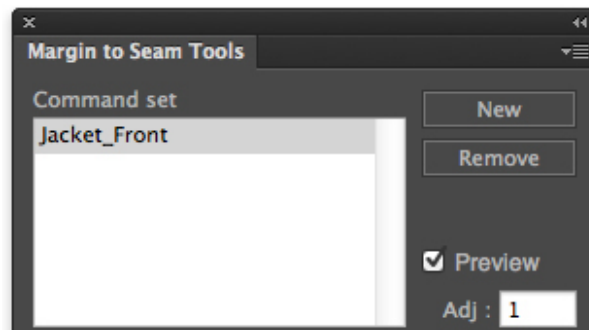 Margin to Seam Tools
Command set
New
Jacket_Front
Remove
Preview
Adj : 1